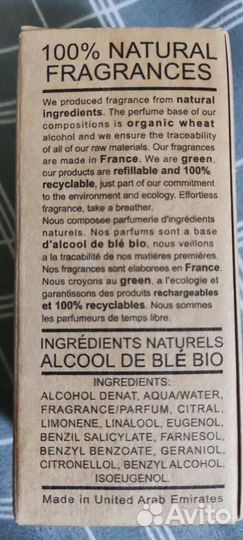 100% NATURAL
FRAGRANCES
We produced fragrance from natural
ingredients. The perfume base of our
compositions is organic wheat
alcohol and we ensure the traceability
of all of our raw materials. Our fragrances
are made in France. We are green,
our products are refillable and 100%
recyclable, just part of our commitment
to the environment and ecology. Effortless
fragrance, take a breather.
Nous composee parfumerie d'ingrédients
naturels. Nos parfums sont a base
d'alcool de blé bio, nous veillons
a la tracabilité de nos matiéres premiéres.
Nos fragrances sont elaborees en France.
Nous croyons au green, a l'ecologie et
garantissons des produits rechargeables
et 100% recyclables. Nous sommes
les parfumeurs de temps libre.
INGRÉDIENTS NATURELS
ALCOOL DE BLÉ BIO
INGREDIENTS:
ALCOHOL DENAT, AQUA/WATER,
FRAGRANCE/PARFUM, CITRAL,
LIMONENE, LINALOOL, EUGENOL,
BENZIL SALICYLATE, FARNESOL,
BENZYL BENZOATE, GERANIOL,
CITRONELLOL, BENZYL ALCOHOL,
ISOEUGENOL.
Made in United Arab Emirates
Avito